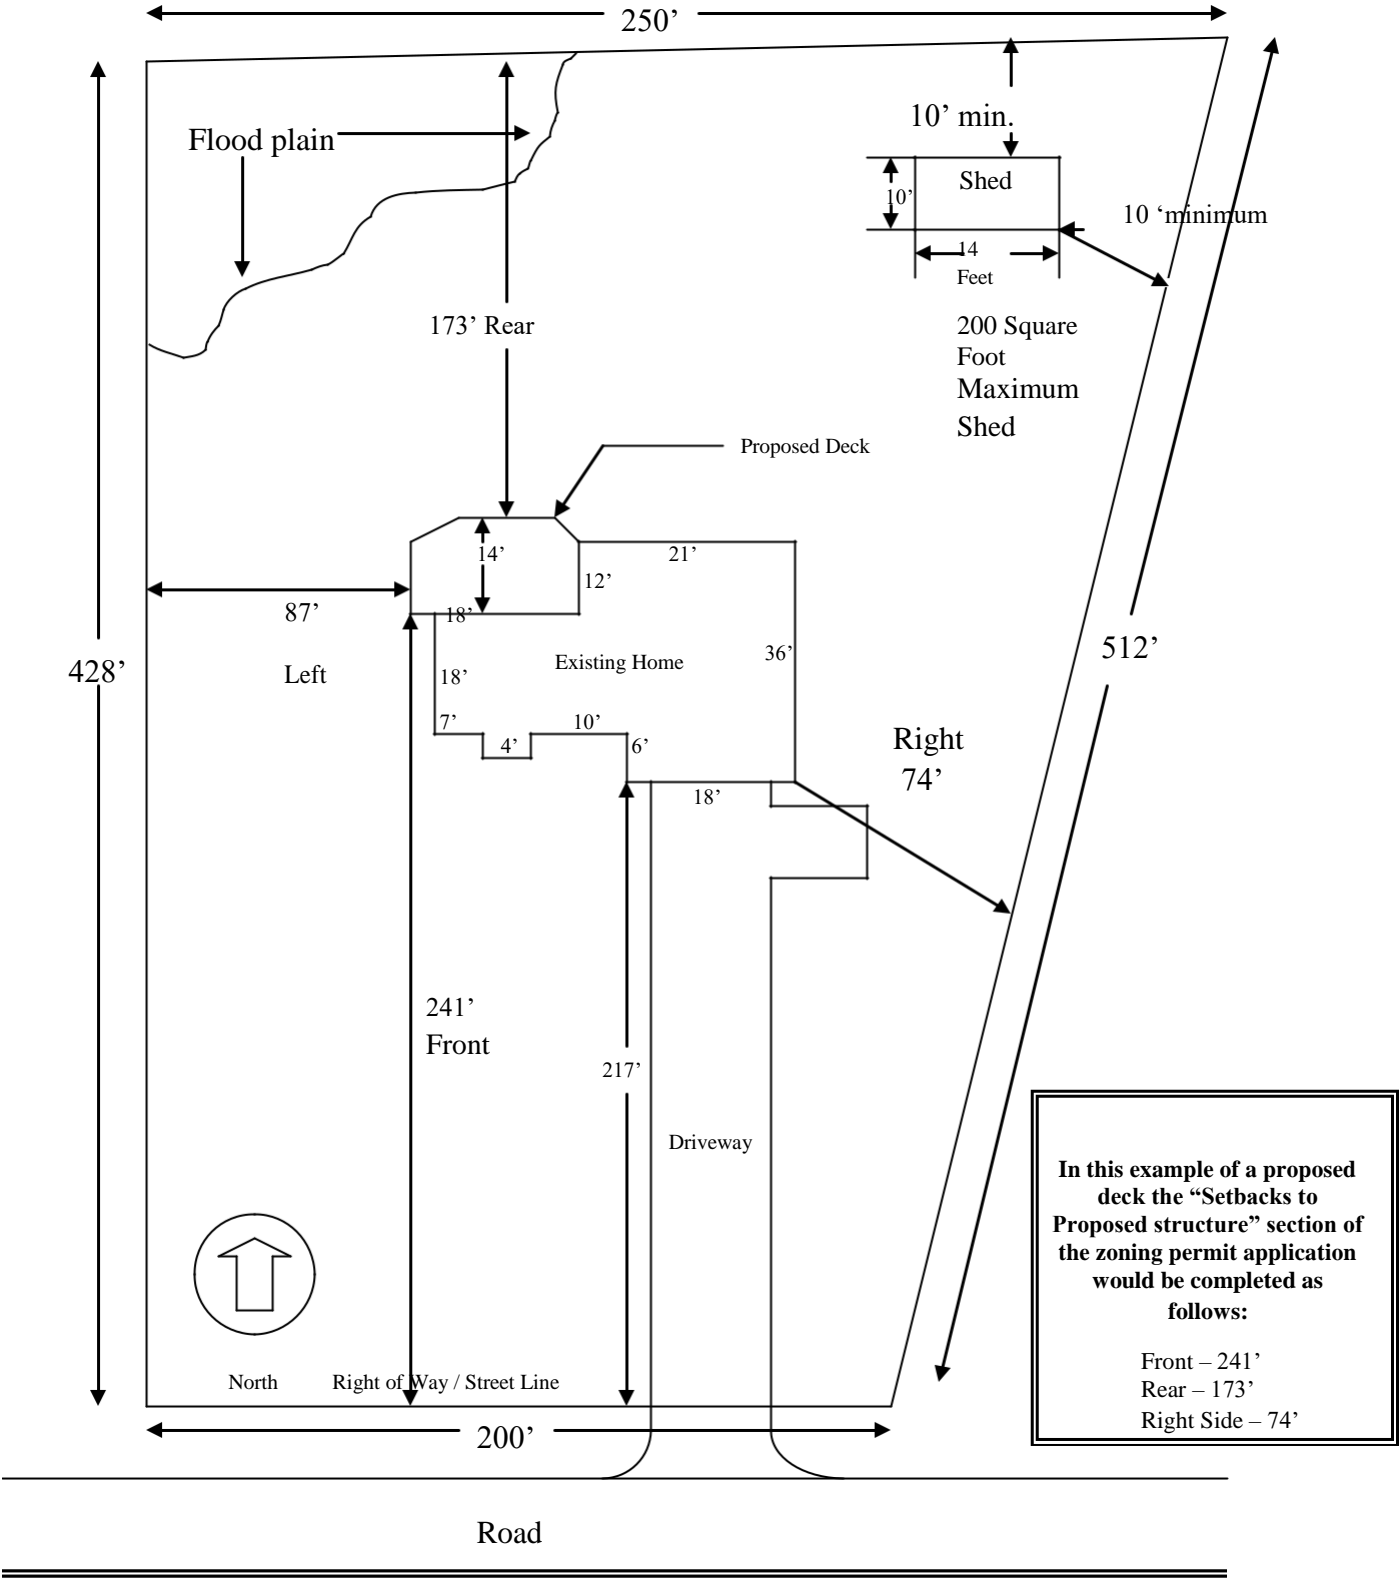 250’
Flood plain
10’ min.
Shed
10’
10 ‘minimum
14
Feet
173’ Rear
200 Square
Foot
Maximum
Shed
Proposed Deck
14’
21’
12’
87’
18’
Left
428’
Existing Home
36’
512’
18’
7’
10’
4’
6’
Right
74’
18’
241’
Front
217’
Driveway
In this example of a proposed
deck the “Setbacks to
Proposed structure” section of
the zoning permit application
would be completed as
follows:
Front – 241’
Rear – 173’
Right Side – 74’
North
Right of Way / Street Line
200’
Road